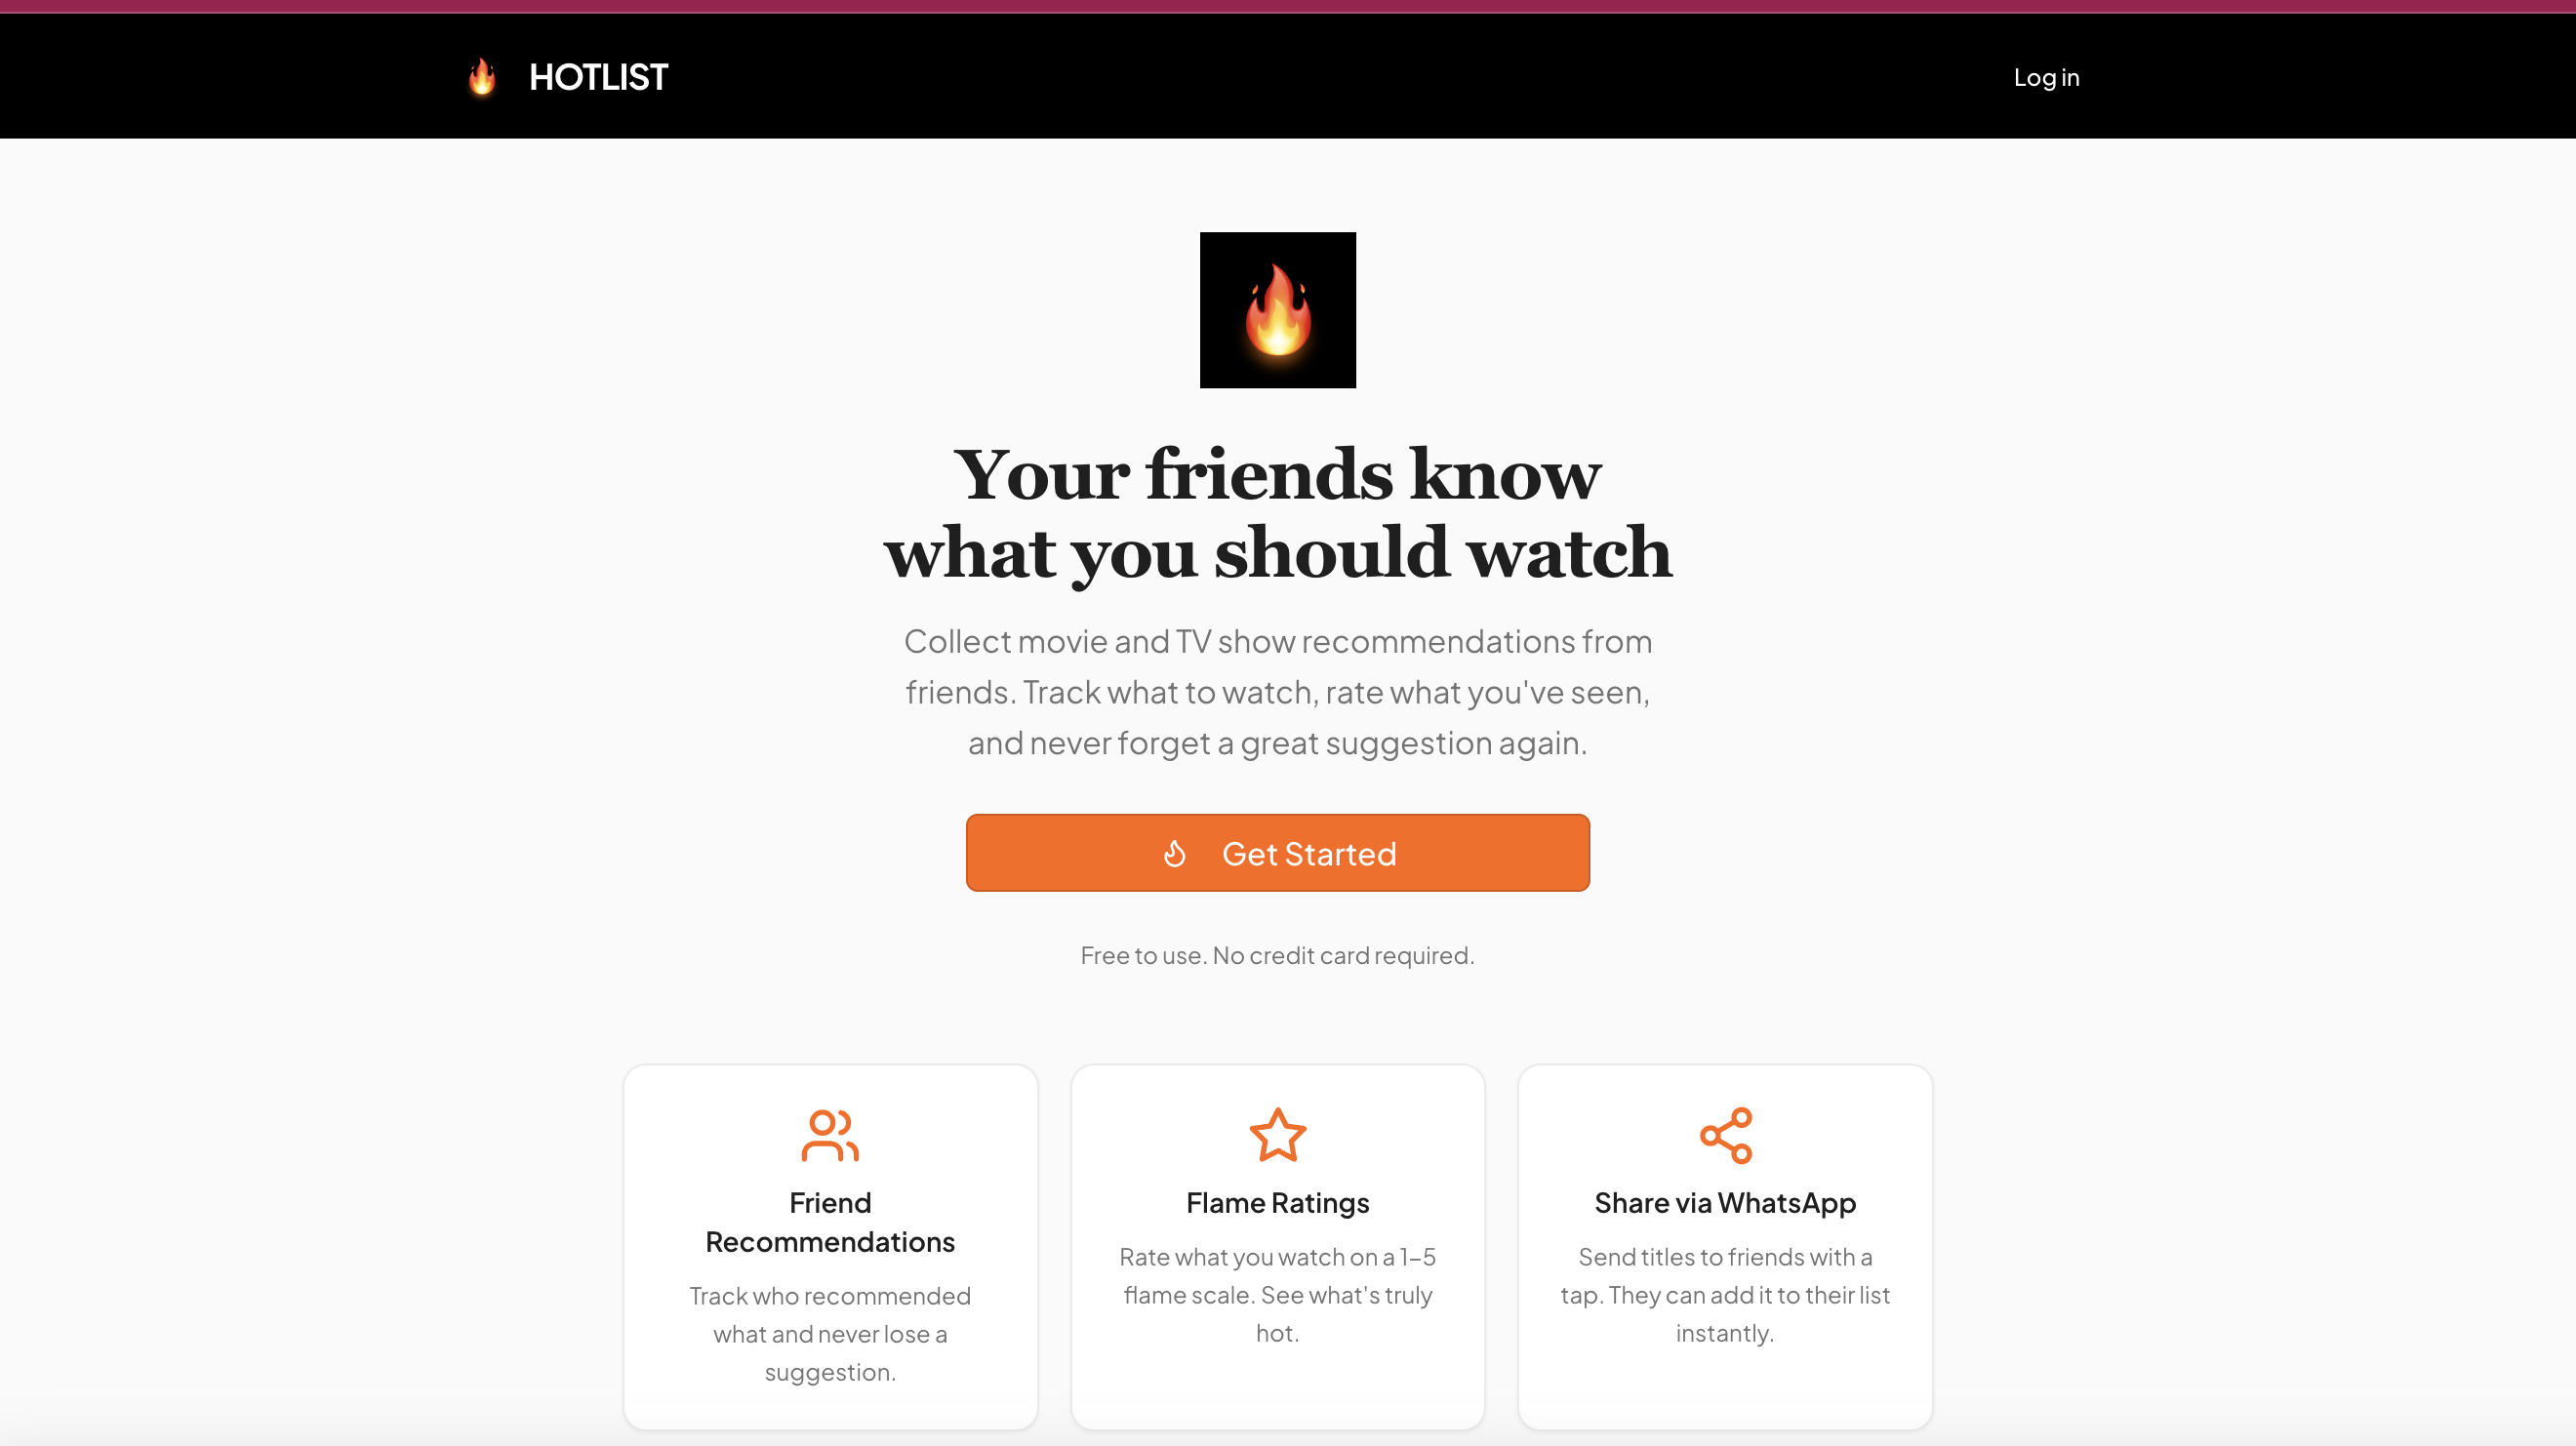 HOTLIST
Log in
Your friends know
what you should watch
Collect movie and TV show recommendations from
friends. Track what to watch, rate what you've seen,
and never forget a great suggestion again.
Get Started
Free to use. No credit card required.
Friend
Recommendations
Track who recommended
what and never lose a
suggestion.
Flame Ratings
Rate what you watch on a 1–5
flame scale. See what's truly
hot.
Share via WhatsApp
Send titles to friends with a
tap. They can add it to their list
instantly.